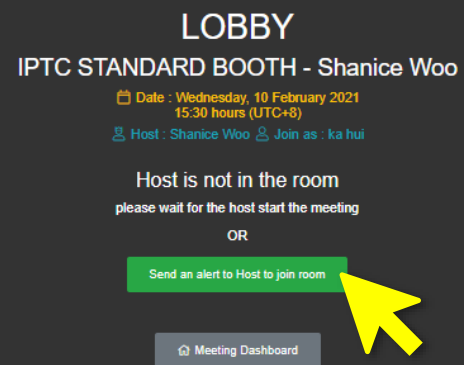 LOBBY
IPTC STANDARD BOOTH - Shanice Woo
Date : Wednesday, 10 February 2021
15:30 hours (UTC+8)
Host : Shanice Woo Join as : ka hui
Host is not in the room
please wait for the host start the meeting
OR
Send an alert to Host to join room
Meeting Dashboard